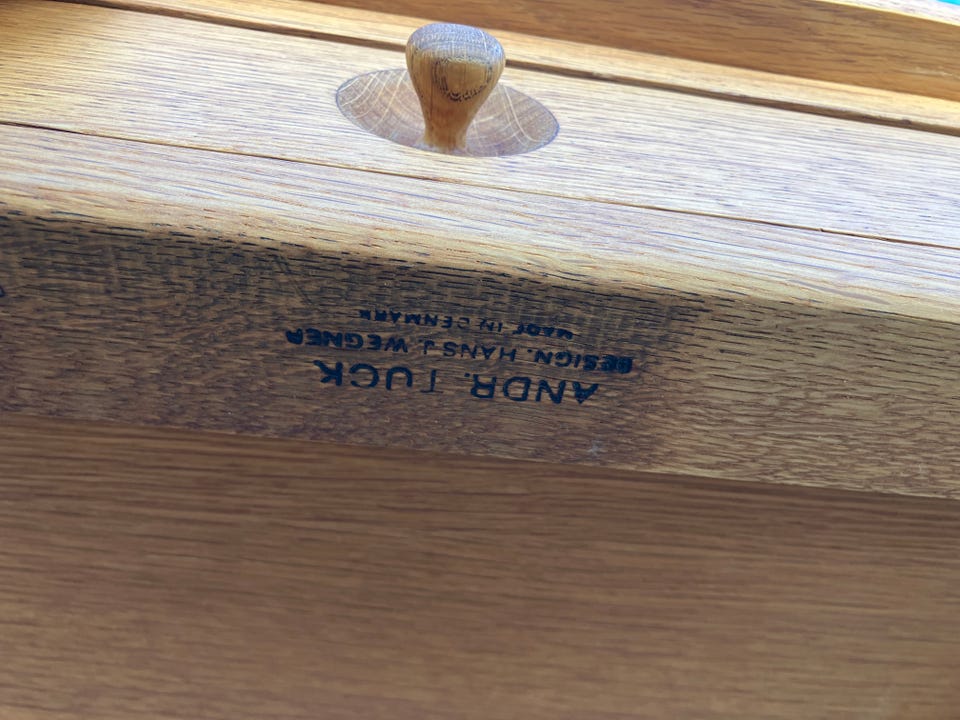 ANDR. TUCK
DESIGN. HANS J. WEGNER
MADE IN DENMARK